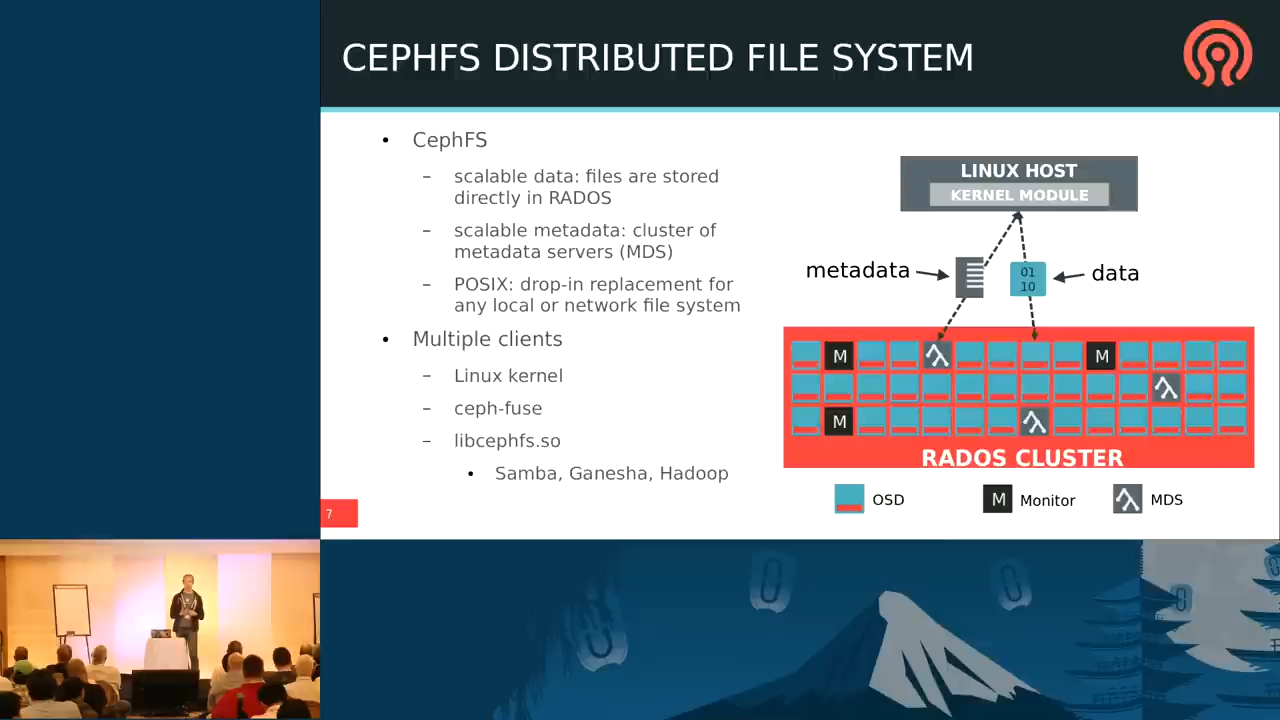 CEPHFS DISTRIBUTED FILE SYSTEM
• CephFS
– scalable data: files are stored
directly in RADOS
– scalable metadata: cluster of
metadata servers (MDS)
– POSIX: drop-in replacement for
any local or network file system
• Multiple clients
– Linux kernel
– ceph-fuse
– libcephfs.so
• Samba, Ganesha, Hadoop
7
LINUX HOST
KERNEL MODULE
metadata
01
10
data
M
M
M
RADOS CLUSTER
OSD
M
Monitor
MDS